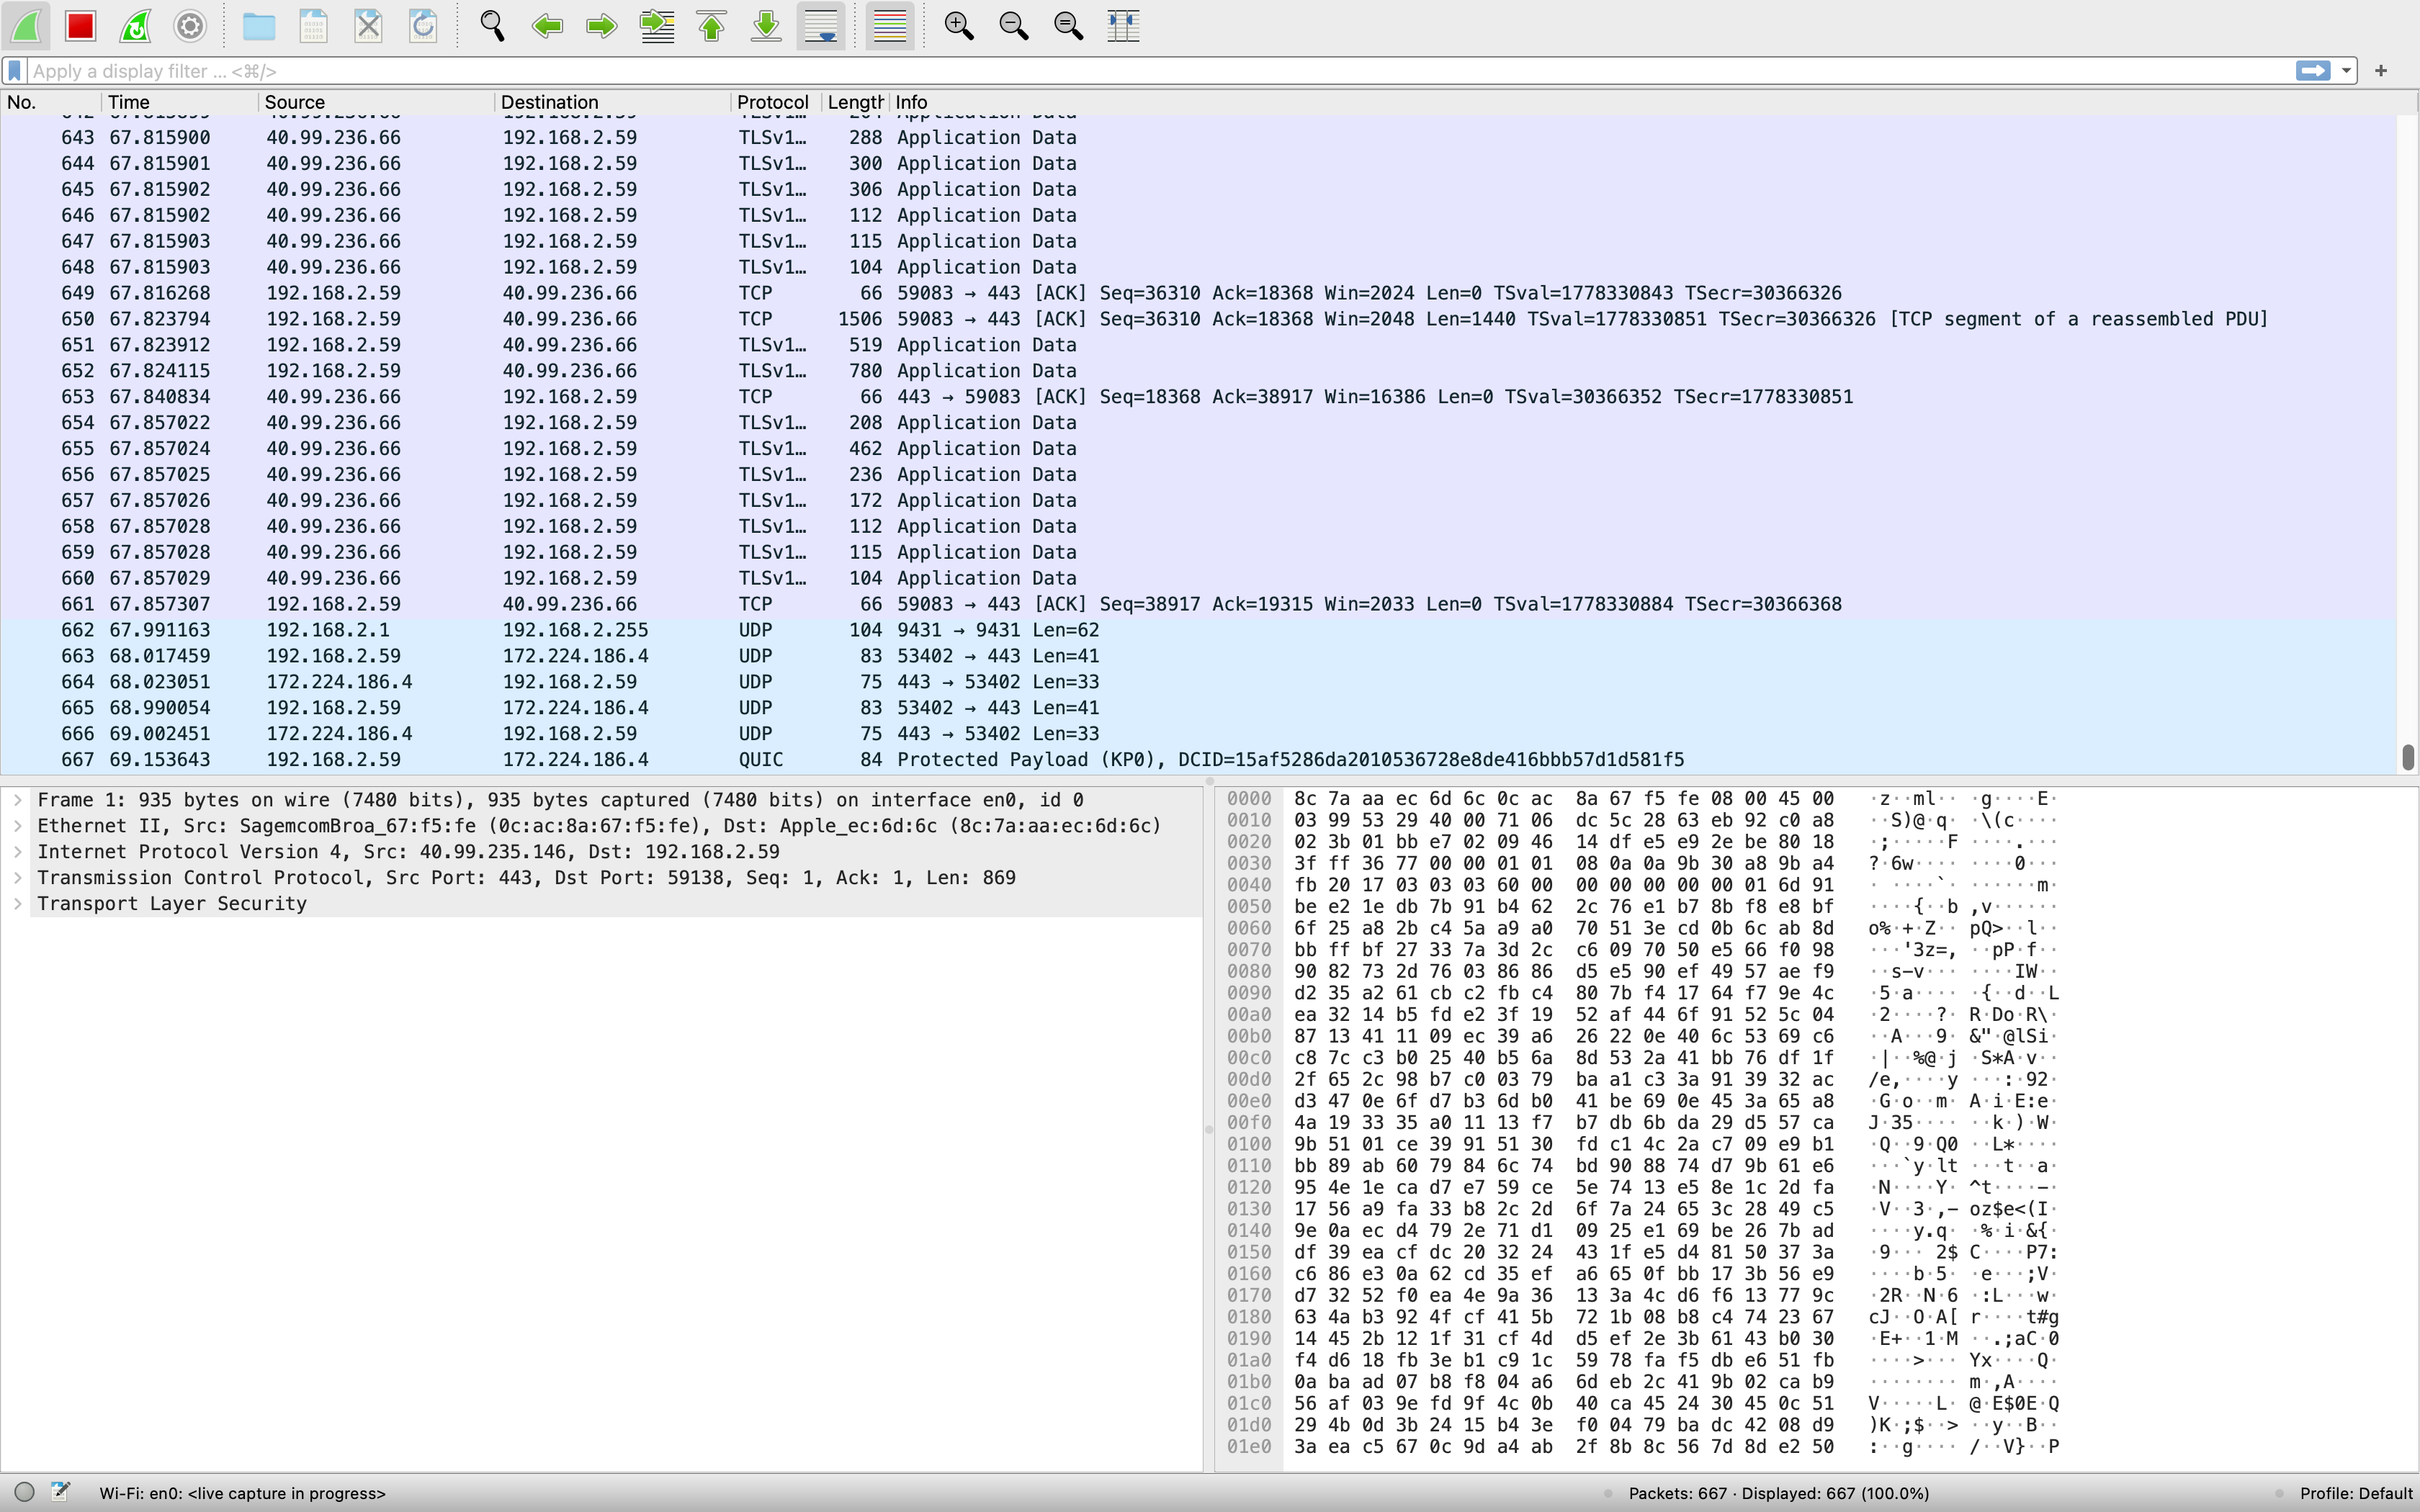 Apply a display filter ... <⌘/>
+
No. Time Source Destination Protocol Length Info
643 67.815900 40.99.236.66 192.168.2.59 TLSv1… 288 Application Data
644 67.815901 40.99.236.66 192.168.2.59 TLSv1… 300 Application Data
645 67.815902 40.99.236.66 192.168.2.59 TLSv1… 306 Application Data
646 67.815902 40.99.236.66 192.168.2.59 TLSv1… 112 Application Data
647 67.815903 40.99.236.66 192.168.2.59 TLSv1… 115 Application Data
648 67.815903 40.99.236.66 192.168.2.59 TLSv1… 104 Application Data
649 67.816268 192.168.2.59 40.99.236.66 TCP 66 59083 → 443 [ACK] Seq=36310 Ack=18368 Win=2024 Len=0 TSval=1778330843 TSecr=30366326
650 67.823794 192.168.2.59 40.99.236.66 TCP 1506 59083 → 443 [ACK] Seq=36310 Ack=18368 Win=2048 Len=1440 TSval=1778330851 TSecr=30366326 [TCP segment of a reassembled PDU]
651 67.823912 192.168.2.59 40.99.236.66 TLSv1… 519 Application Data
652 67.824115 192.168.2.59 40.99.236.66 TLSv1… 780 Application Data
653 67.840834 40.99.236.66 192.168.2.59 TCP 66 443 → 59083 [ACK] Seq=18368 Ack=38917 Win=16386 Len=0 TSval=30366352 TSecr=1778330851
654 67.857022 40.99.236.66 192.168.2.59 TLSv1… 208 Application Data
655 67.857024 40.99.236.66 192.168.2.59 TLSv1… 462 Application Data
656 67.857025 40.99.236.66 192.168.2.59 TLSv1… 236 Application Data
657 67.857026 40.99.236.66 192.168.2.59 TLSv1… 172 Application Data
658 67.857028 40.99.236.66 192.168.2.59 TLSv1… 112 Application Data
659 67.857028 40.99.236.66 192.168.2.59 TLSv1… 115 Application Data
660 67.857029 40.99.236.66 192.168.2.59 TLSv1… 104 Application Data
661 67.857307 192.168.2.59 40.99.236.66 TCP 66 59083 → 443 [ACK] Seq=38917 Ack=19315 Win=2033 Len=0 TSval=1778330884 TSecr=30366368
662 67.991163 192.168.2.1 192.168.2.255 UDP 104 9431 → 9431 Len=62
663 68.017459 192.168.2.59 172.224.186.4 UDP 83 53402 → 443 Len=41
664 68.023051 172.224.186.4 192.168.2.59 UDP 75 443 → 53402 Len=33
665 68.990054 192.168.2.59 172.224.186.4 UDP 83 53402 → 443 Len=41
666 69.002451 172.224.186.4 192.168.2.59 UDP 75 443 → 53402 Len=33
667 69.153643 192.168.2.59 172.224.186.4 QUIC 84 Protected Payload (KP0), DCID=15af5286da2010536728e8de416bbb57d1d581f5
Frame 1: 935 bytes on wire (7480 bits), 935 bytes captured (7480 bits) on interface en0, id 0
Ethernet II, Src: SagemcomBroa_67:f5:fe (0c:ac:8a:67:f5:fe), Dst: Apple_ec:6d:6c (8c:7a:aa:ec:6d:6c)
Internet Protocol Version 4, Src: 40.99.235.146, Dst: 192.168.2.59
Transmission Control Protocol, Src Port: 443, Dst Port: 59138, Seq: 1, Ack: 1, Len: 869
Transport Layer Security
0000 8c 7a aa ec 6d 6c 0c ac 8a 67 f5 fe 08 00 45 00 ·z··ml·· ·g····E·
0010 03 99 53 29 40 00 71 06 dc 5c 28 63 eb 92 c0 a8 ··S)@·q· ·\(c····
0020 02 3b 01 bb e7 02 09 46 14 df e5 e9 2e be 80 18 ·;·····F ····.···
0030 3f ff 36 77 00 00 01 01 08 0a 0a 9b 30 a8 9b a4 ?·6w···· ····0···
0040 fb 20 17 03 03 03 60 00 00 00 00 00 00 01 6d 91 · ····`· ······m·
0050 be e2 1e db 7b 91 b4 62 2c 76 e1 b7 8b f8 e8 bf ····{··b ,v······
0060 6f 25 a8 2b c4 5a a9 a0 70 51 3e cd 0b 6c ab 8d o%·+·Z·· pQ>··l··
0070 bb ff bf 27 33 7a 3d 2c c6 09 70 50 e5 66 f0 98 ···'3z=, ··pP·f··
0080 90 82 73 2d 76 03 86 86 d5 e5 90 ef 49 57 ae f9 ··s-v··· ····IW··
0090 d2 35 a2 61 cb c2 fb c4 80 7b f4 17 64 f7 9e 4c ·5·a···· ·{··d··L
00a0 ea 32 14 b5 fd e2 3f 19 52 af 44 6f 91 52 5c 04 ·2····?· R·Do·R\·
00b0 87 13 41 11 09 ec 39 a6 26 22 0e 40 6c 53 69 c6 ··A···9· &"·@lSi·
00c0 c8 7c c3 b0 25 40 b5 6a 8d 53 2a 41 bb 76 df 1f ·|··%@·j ·S*A·v··
00d0 2f 65 2c 98 b7 c0 03 79 ba a1 c3 3a 91 39 32 ac /e,····y ···:·92·
00e0 d3 47 0e 6f d7 b3 6d b0 41 be 69 0e 45 3a 65 a8 ·G·o··m· A·i·E:e·
00f0 4a 19 33 35 a0 11 13 f7 b7 db 6b da 29 d5 57 ca J·35···· ··k·)·W·
0100 9b 51 01 ce 39 91 51 30 fd c1 4c 2a c7 09 e9 b1 ·Q··9·Q0 ··L*····
0110 bb 89 ab 60 79 84 6c 74 bd 90 88 74 d7 9b 61 e6 ···`y·lt ···t··a·
0120 95 4e 1e ca d7 e7 59 ce 5e 74 13 e5 8e 1c 2d fa ·N····Y· ^t····-·
0130 17 56 a9 fa 33 b8 2c 2d 6f 7a 24 65 3c 28 49 c5 ·V··3·,- oz$e<(I·
0140 9e 0a ec d4 79 2e 71 d1 09 25 e1 69 be 26 7b ad ····y.q· ·%·i·&{·
0150 df 39 ea cf dc 20 32 24 43 1f e5 d4 81 50 37 3a ·9··· 2$ C····P7:
0160 c6 86 e3 0a 62 cd 35 ef a6 65 0f bb 17 3b 56 e9 ····b·5· ·e···;V·
0170 d7 32 52 f0 ea 4e 9a 36 13 3a 4c d6 f6 13 77 9c ·2R··N·6 ·:L···w·
0180 63 4a b3 92 4f cf 41 5b 72 1b 08 b8 c4 74 23 67 cJ··O·A[ r····t#g
0190 14 45 2b 12 1f 31 cf 4d d5 ef 2e 3b 61 43 b0 30 ·E+··1·M ··.;aC·0
01a0 f4 d6 18 fb 3e b1 c9 1c 59 78 fa f5 db e6 51 fb ····>··· Yx····Q·
01b0 0a ba ad 07 b8 f8 04 a6 6d eb 2c 41 9b 02 ca b9 ········ m·,A····
01c0 56 af 03 9e fd 9f 4c 0b 40 ca 45 24 30 45 0c 51 V·····L· @·E$0E·Q
01d0 29 4b 0d 3b 24 15 b4 3e f0 04 79 ba dc 42 08 d9 )K·;$··> ··y··B··
01e0 3a ea c5 67 0c 9d a4 ab 2f 8b 8c 56 7d 8d e2 50 :··g···· /··V}··P
Wi-Fi: en0: <live capture in progress> Packets: 667 · Displayed: 667 (100.0%) Profile: Default